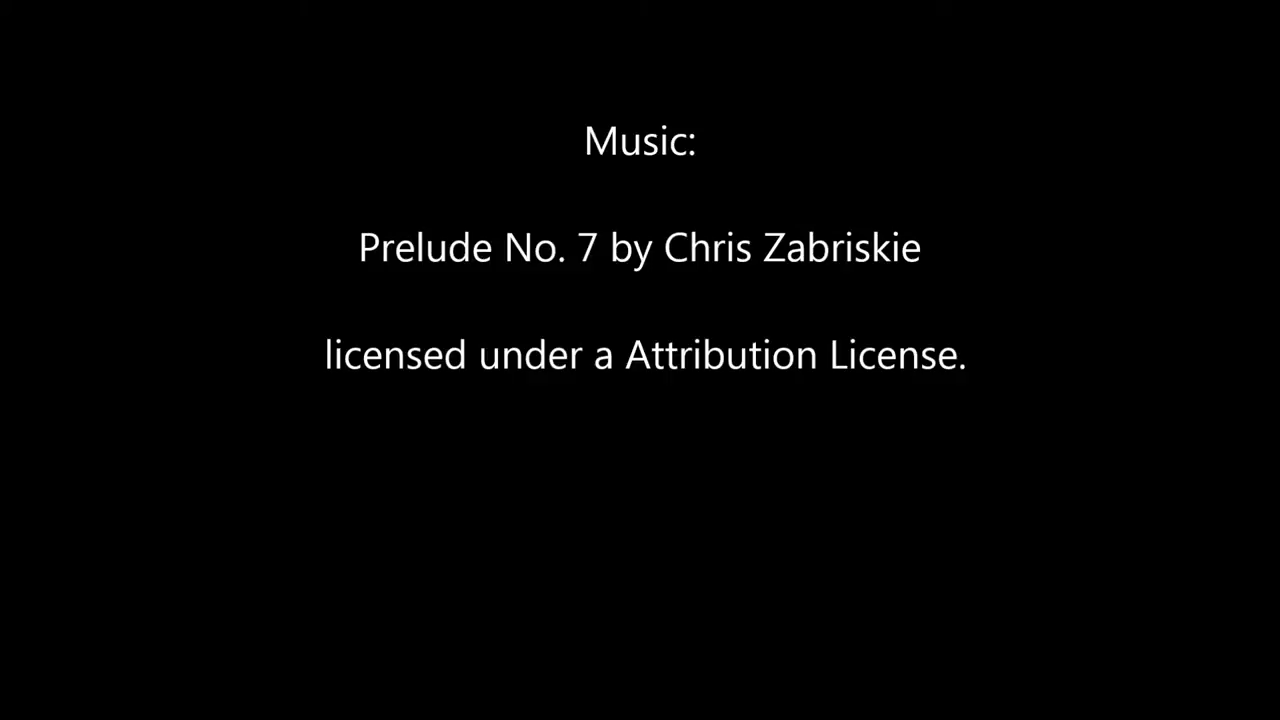 Music:
Prelude No. 7 by Chris Zabriskie
licensed under a Attribution License.